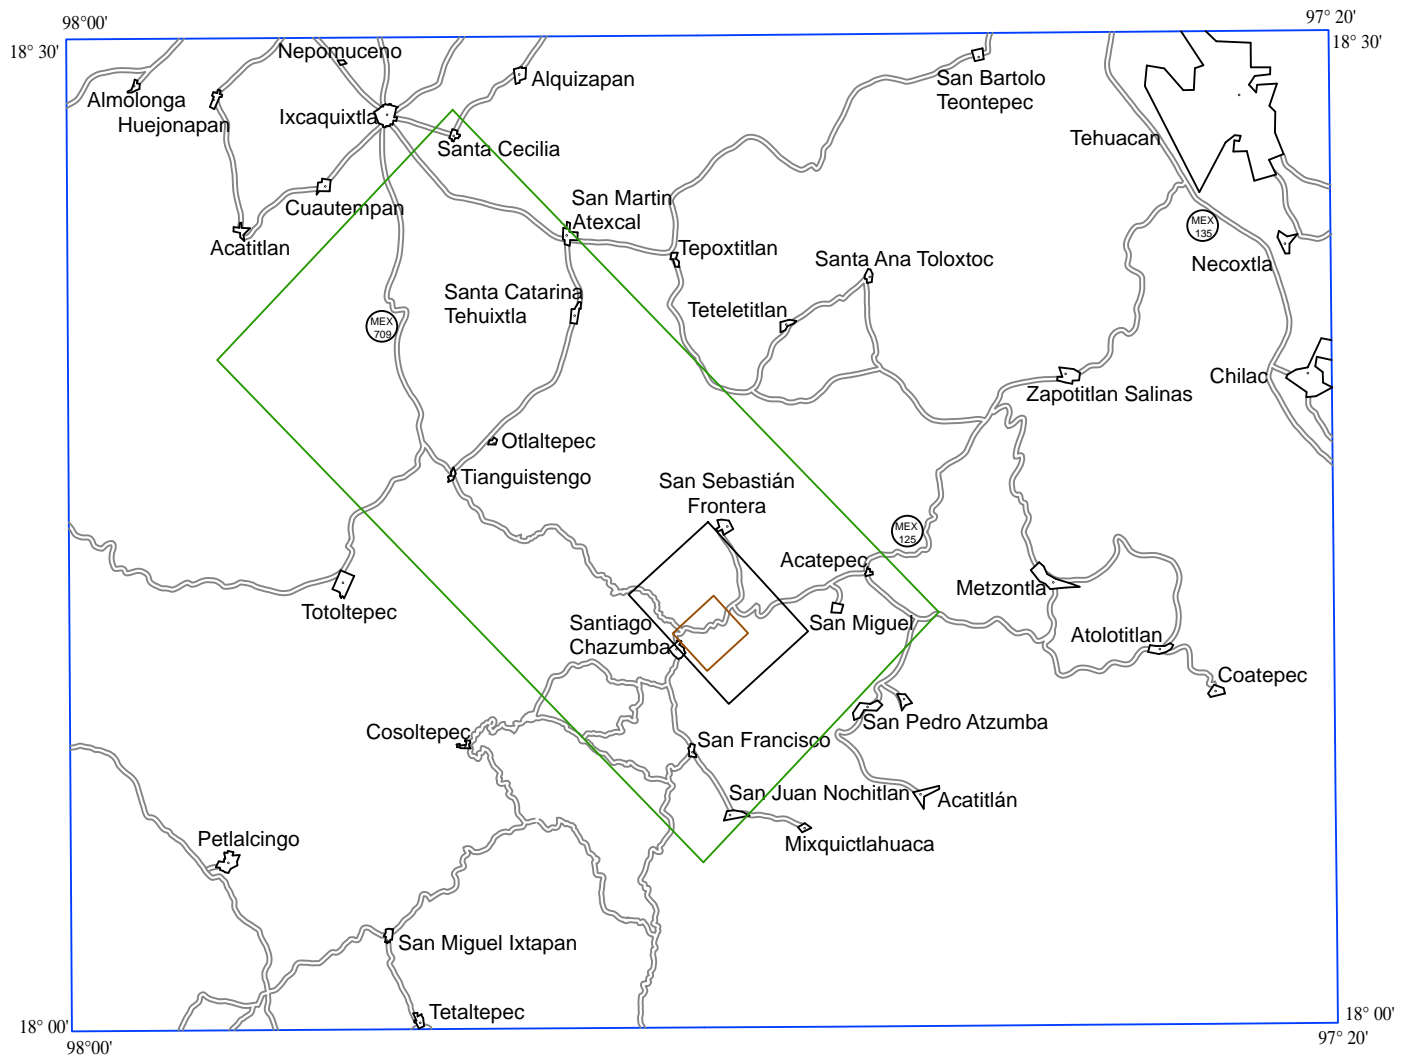 98°00'
97° 20'
18° 30'
18° 30'
Nepomuceno
Alquizapan
San Bartolo
Teontepec
Almolonga
Huejonapan
Ixcaquixtla
Tehuacan
Santa Cecilia
Cuautempan
San Martin
Atexcal
MEX
135
Acatitlan
Tepoxtitlan
Santa Ana Toloxtoc
Necoxtla
Santa Catarina
Tehuixtla
Teteletitlan
MEX
709
Chilac
Zapotitlan Salinas
Otlaltepec
Tianguistengo
San Sebastián
Frontera
MEX
125
Acatepec
Metzontla
Totoltepec
Santiago
Chazumba
San Miguel
Atolotitlan
Coatepec
San Pedro Atzumba
Cosoltepec
San Francisco
San Juan Nochitlan
Acatitlán
Mixquictlahuaca
Petlalcingo
San Miguel Ixtapan
Tetaltepec
18° 00'
18° 00'
98°00'
97° 20'